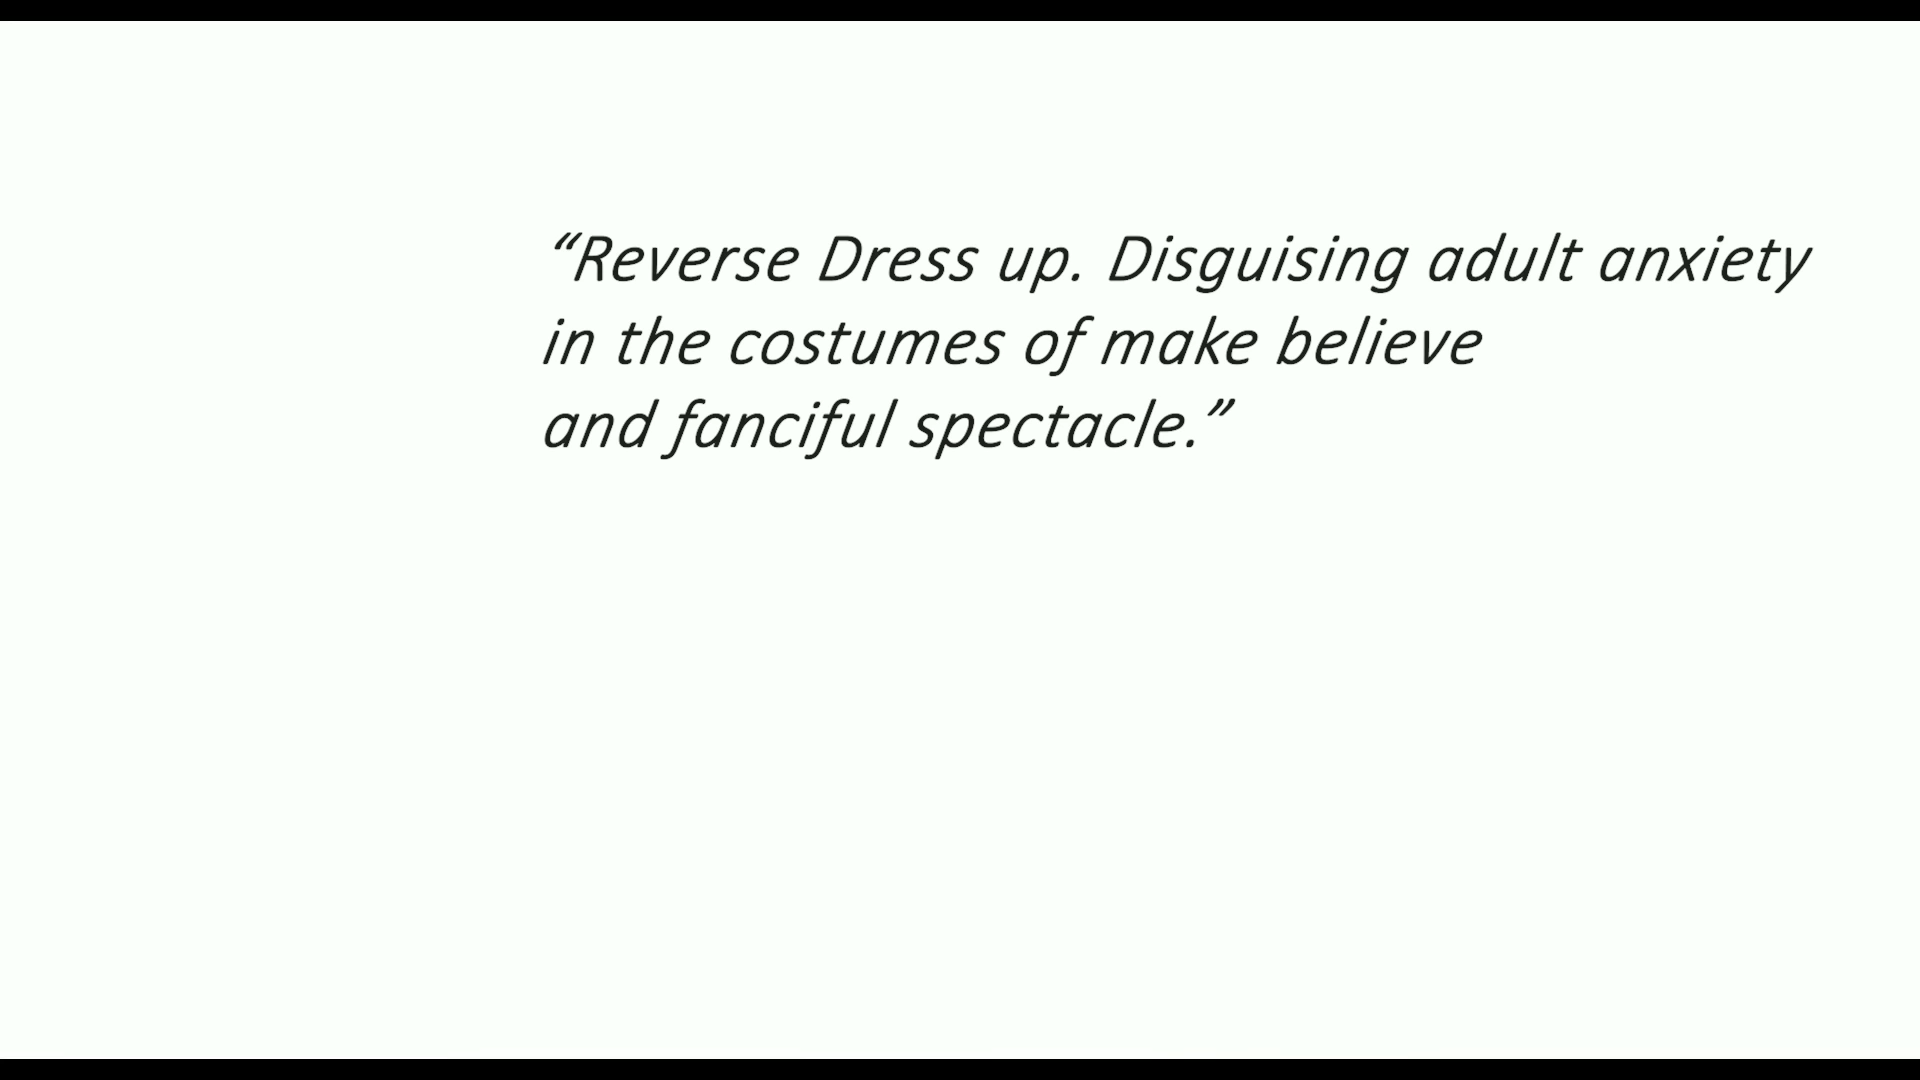 “Reverse Dress up. Disguising adult anxiety
in the costumes of make believe
and fanciful spectacle.”